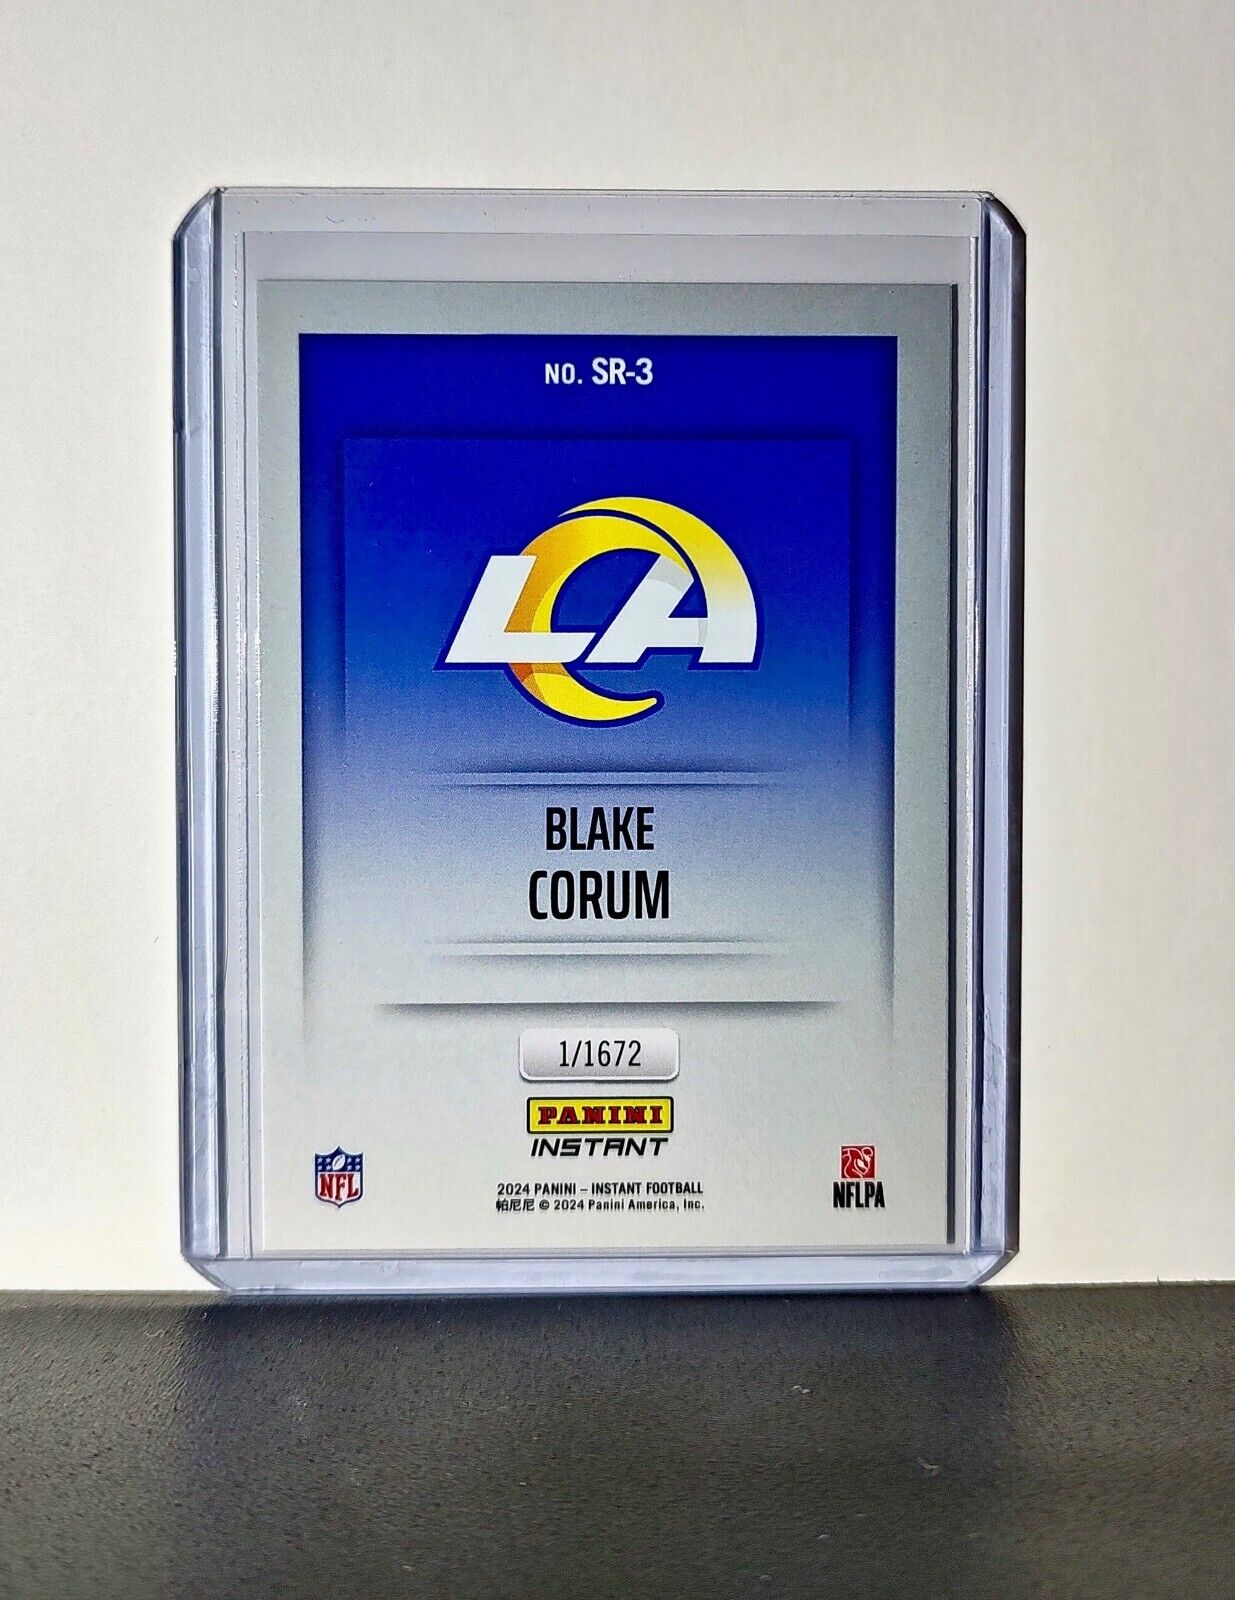 NO. SR-3
LA
BLAKE
CORUM
1/1672
PANINI
INSTANT
NFL
NFLPA
2024 PANINI – INSTANT FOOTBALL
帕尼尼 © 2024 Panini America, Inc.